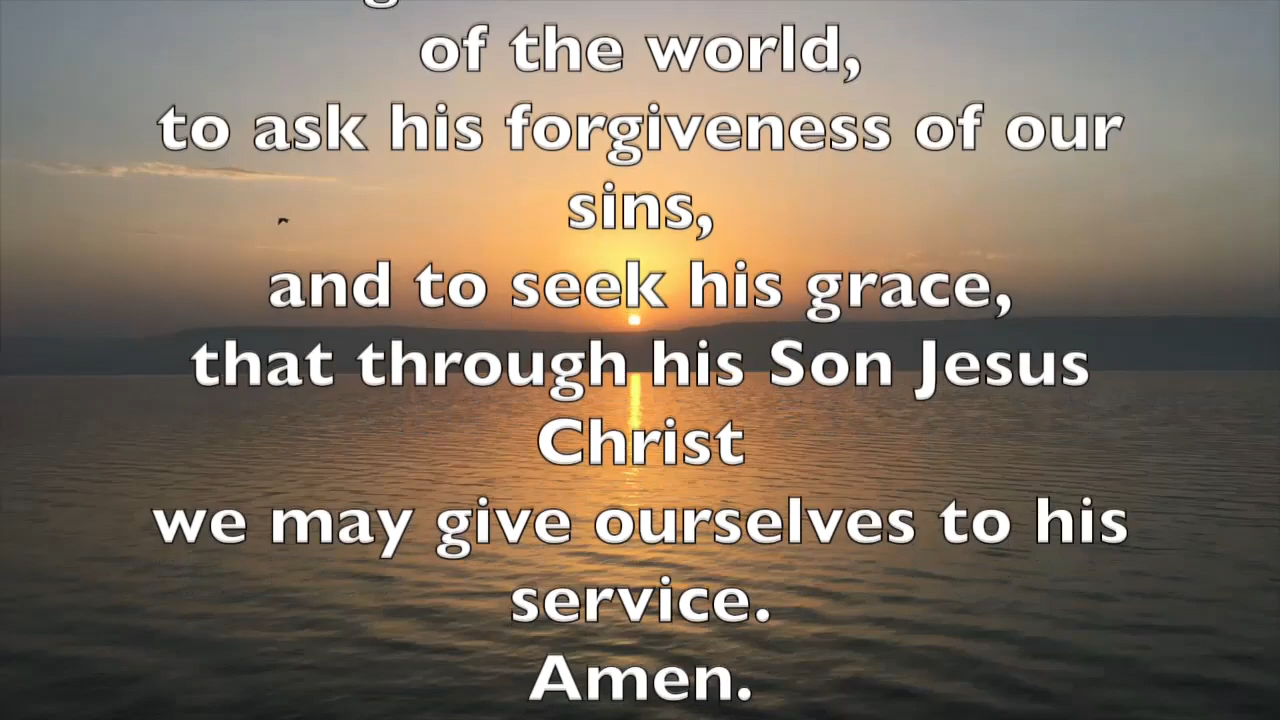 of the world,
to ask his forgiveness of our
sins,
and to seek his grace,
that through his Son Jesus
Christ
we may give ourselves to his
service.
Amen.